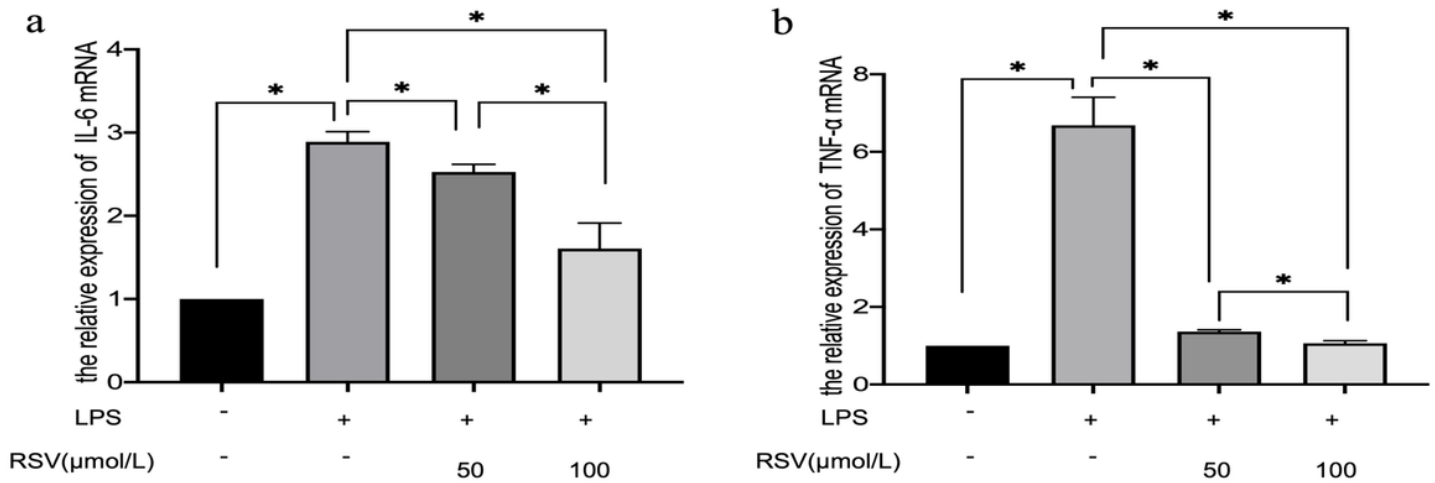 a
the relative expression of IL-6 mRNA
4
3
2
1
0
* * * *
LPS - + + +
RSV(μmol/L) - - 50 100
b
the relative expression of TNF-α mRNA
8
6
4
2
0
* * * *
LPS - + + +
RSV(μmol/L) - - 50 100